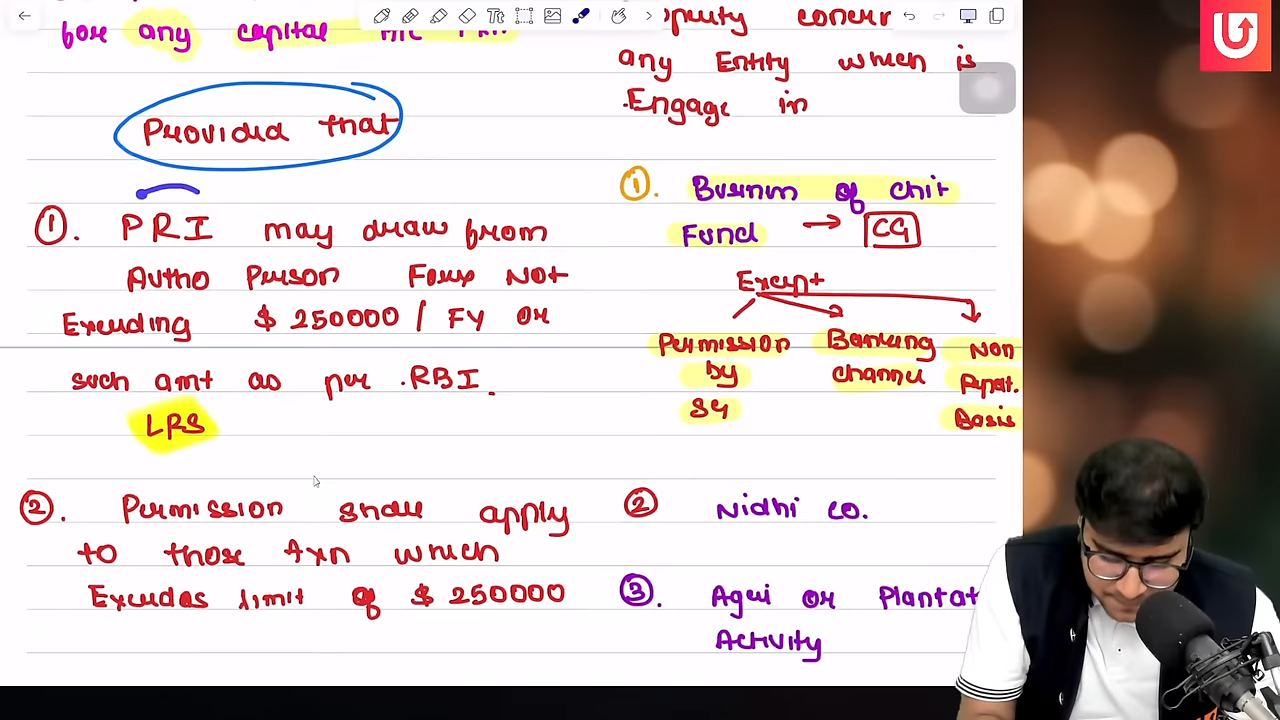 for any capital
Provided that
①. PRI may draw from
Autho Person Forex Not
Exceeding $ 250000 / FY or
such amt as per RBI.
LRS
②. Permission shall apply
to those txn which
Exceedes limit of $ 250000
any Entity which is
Engage in
①. Business of chit
Fund → CG
Except
Permission by SG
Banking channel
Non Repat. Basis
② Nidhi Co.
③. Agri or Plantat
Activity